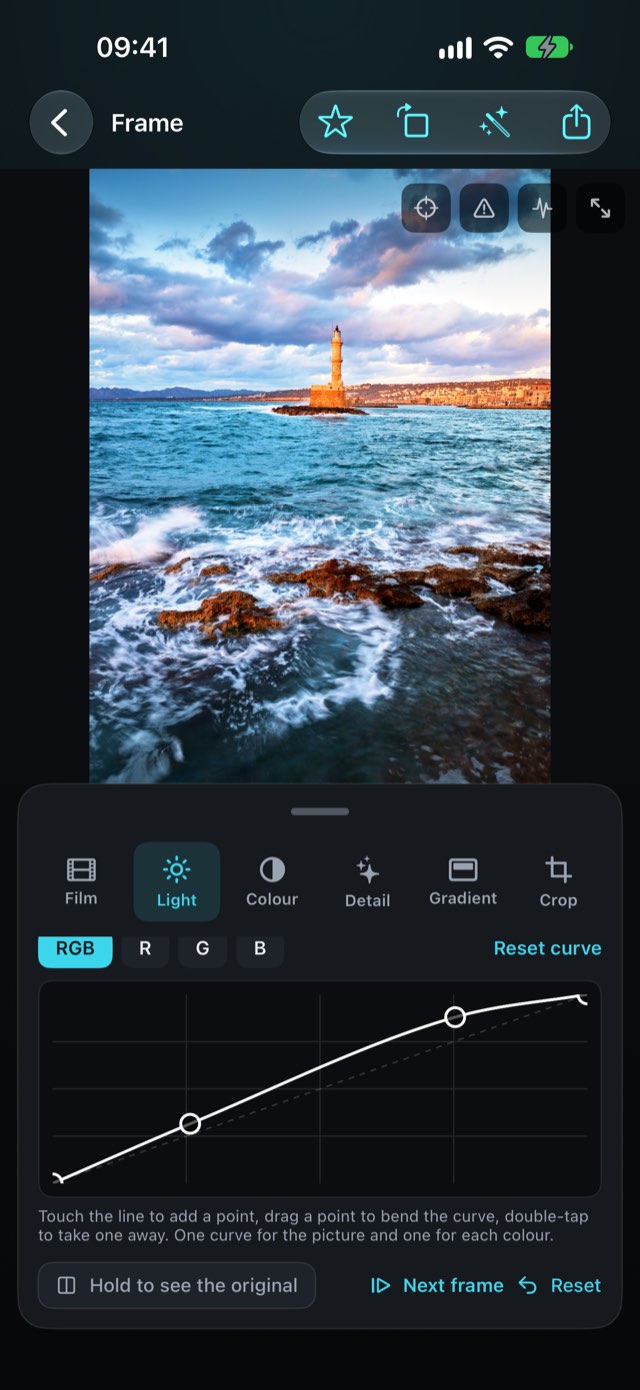 09:41
Frame
Film
Light
Colour
Detail
Gradient
Crop
RGB
R
G
B
Reset curve
Touch the line to add a point, drag a point to bend the curve, double-tap
to take one away. One curve for the picture and one for each colour.
Hold to see the original
Next frame
Reset